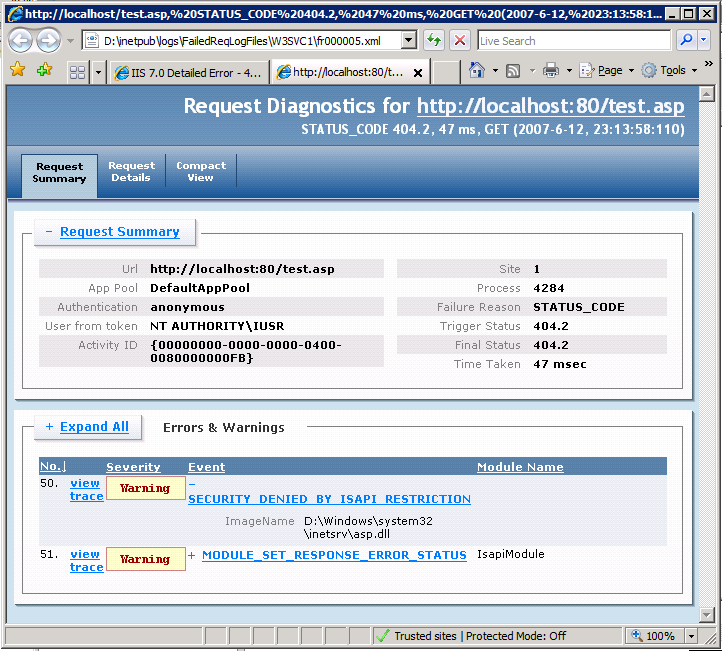 http://localhost:80/test.asp,%20STATUS_CODE%20404.2,%2047%20ms,%20GET%20(2007-6-12,%2023:13:58:1...
D:\inetpub\logs\FailedReqLogFiles\W3SVC1\fr000005.xml
Live Search
IIS 7.0 Detailed Error - 4...
http://localhost:80/t...
Page
Tools
Request Diagnostics for http://localhost:80/test.asp
STATUS_CODE 404.2, 47 ms, GET (2007-6-12, 23:13:58:110)
Request
Summary
Request
Details
Compact
View
− Request Summary
Url http://localhost:80/test.asp
App Pool DefaultAppPool
Authentication anonymous
User from token NT AUTHORITY\IUSR
Activity ID {00000000-0000-0000-0400-
0080000000FB}
Site 1
Process 4284
Failure Reason STATUS_CODE
Trigger Status 404.2
Final Status 404.2
Time Taken 47 msec
+ Expand All Errors & Warnings
No.↓ Severity Event Module Name
50. view
trace
Warning
−
SECURITY_DENIED_BY_ISAPI_RESTRICTION
ImageName D:\Windows\system32
\inetsrv\asp.dll
51. view
trace
Warning
+ MODULE_SET_RESPONSE_ERROR_STATUS IsapiModule
Trusted sites | Protected Mode: Off
100%